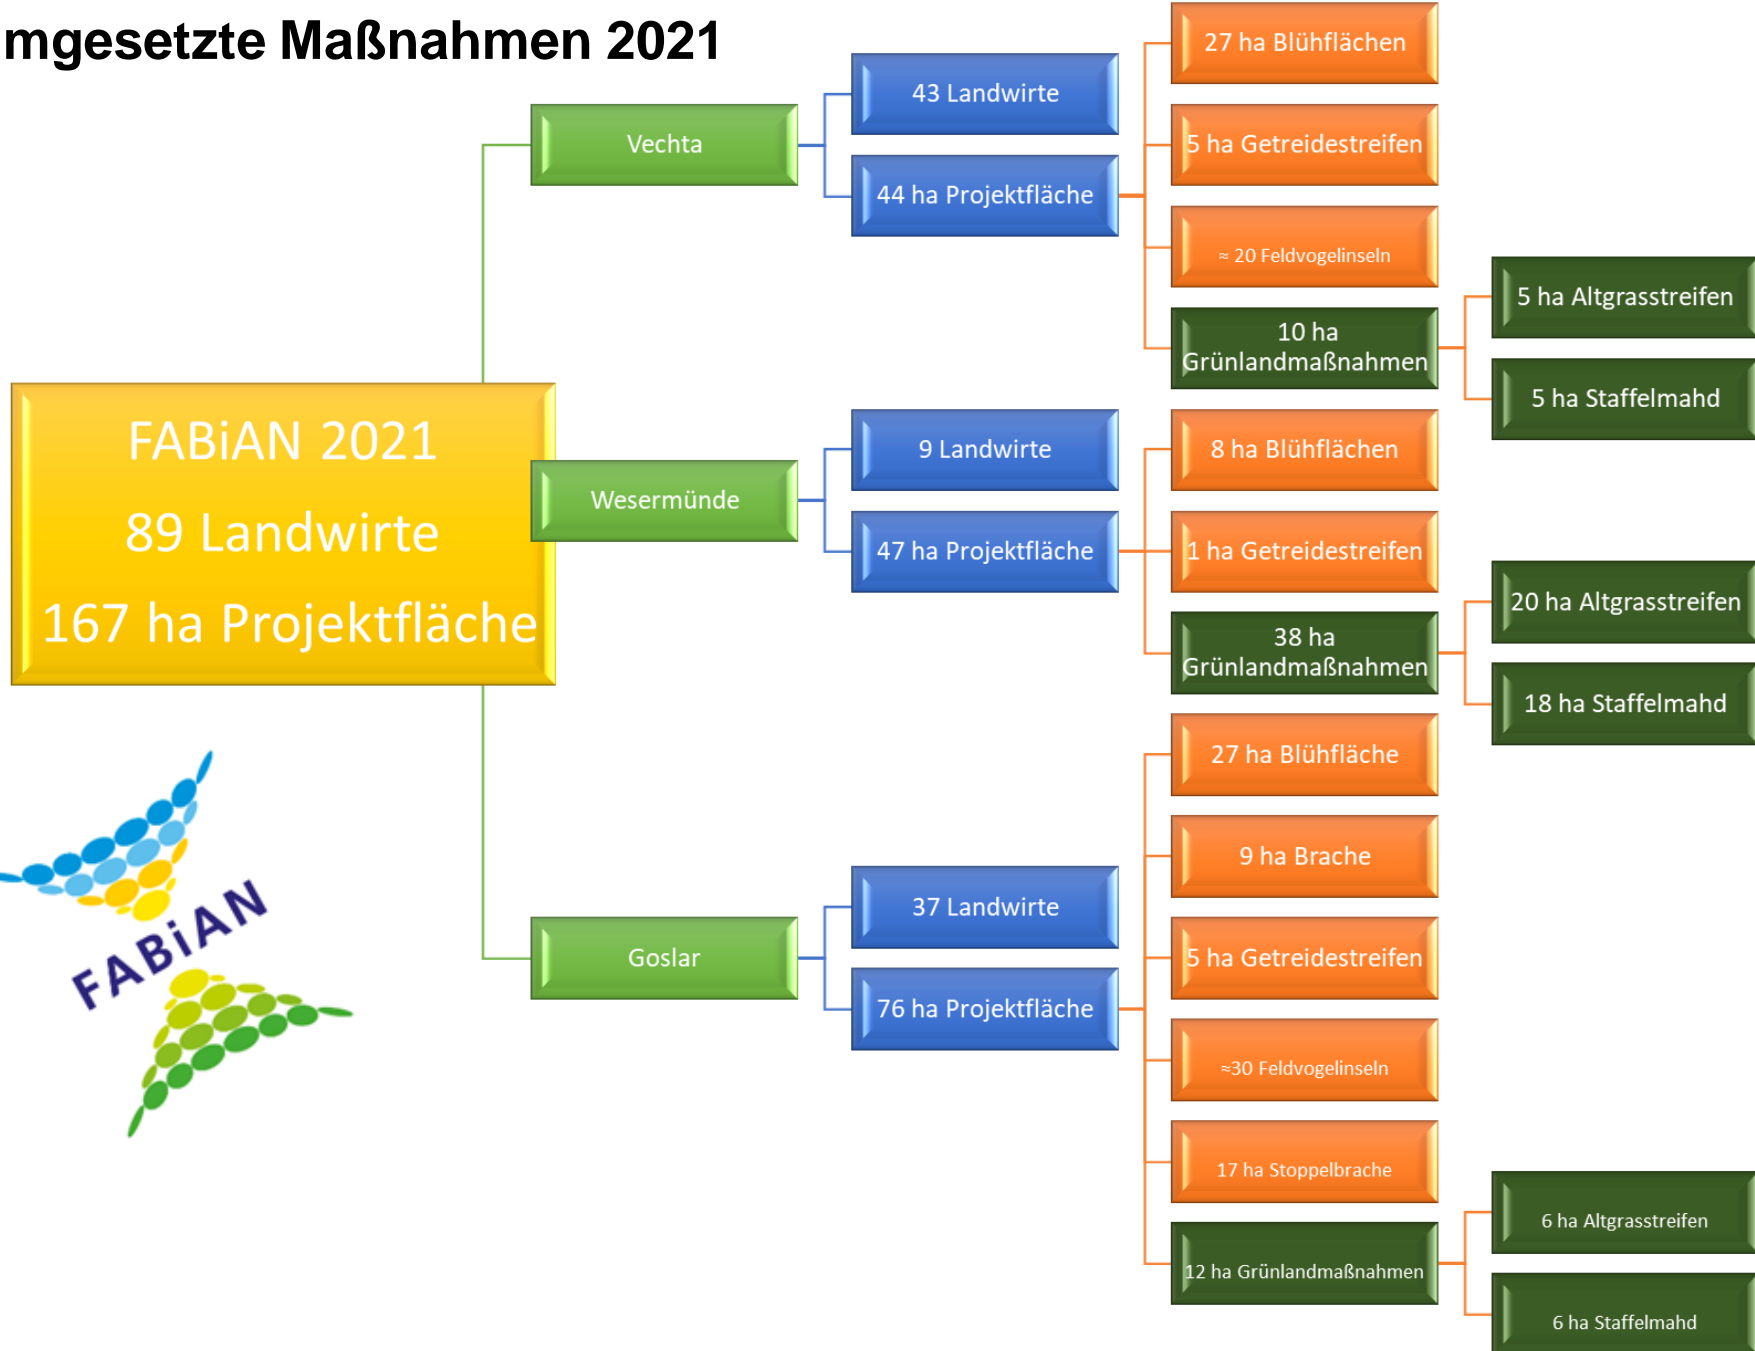 mgesetzte Maßnahmen 2021
FABiAN 2021
89 Landwirte
167 ha Projektfläche
Vechta
43 Landwirte
44 ha Projektfläche
27 ha Blühflächen
5 ha Getreidestreifen
≈ 20 Feldvogelinseln
10 ha
Grünlandmaßnahmen
5 ha Altgrasstreifen
5 ha Staffelmahd
Wesermünde
9 Landwirte
47 ha Projektfläche
8 ha Blühflächen
1 ha Getreidestreifen
38 ha
Grünlandmaßnahmen
20 ha Altgrasstreifen
18 ha Staffelmahd
Goslar
37 Landwirte
76 ha Projektfläche
27 ha Blühfläche
9 ha Brache
5 ha Getreidestreifen
≈30 Feldvogelinseln
17 ha Stoppelbrache
12 ha Grünlandmaßnahmen
6 ha Altgrasstreifen
6 ha Staffelmahd
FABiAN